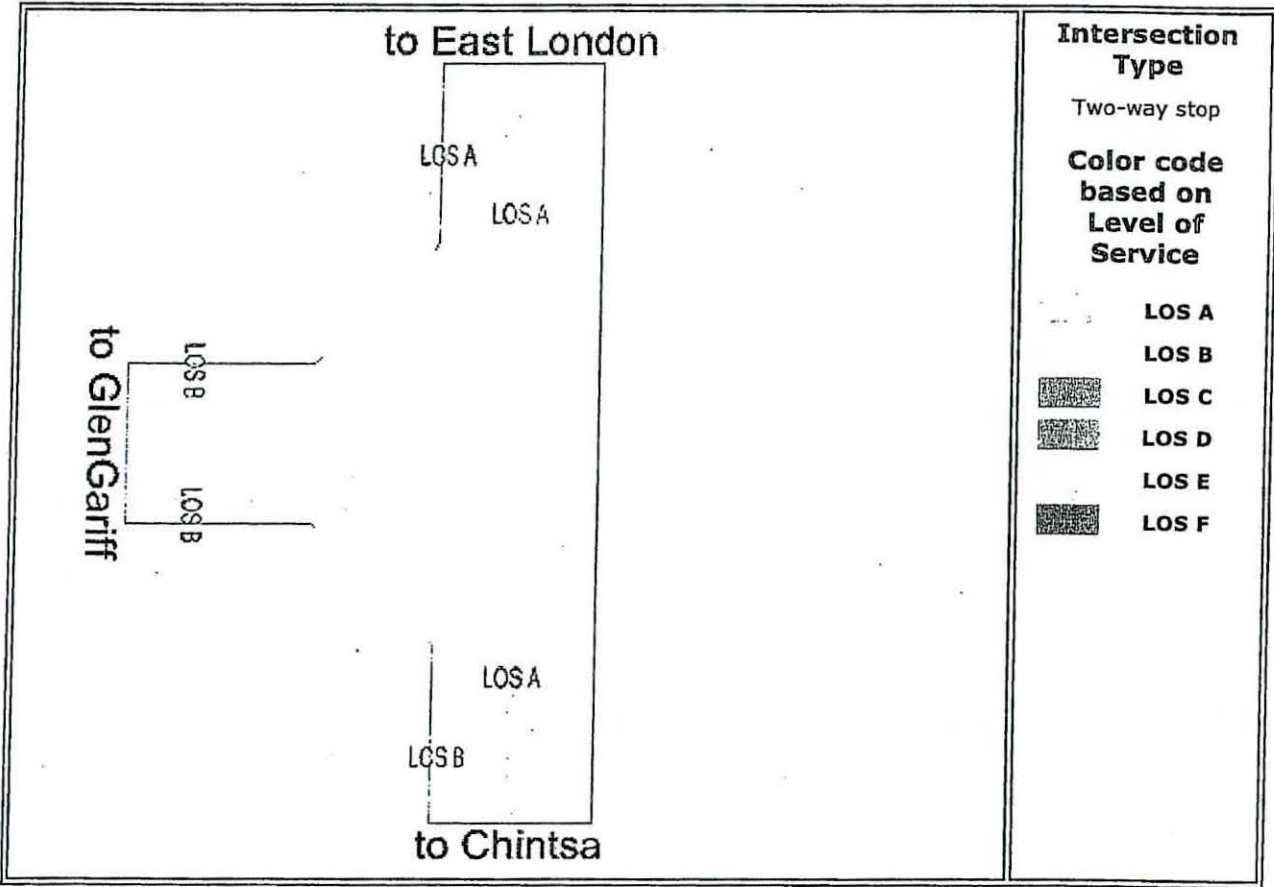 to East London
LOS A
LOS A
to GlenGariff
LOS B
LOS B
LOS A
LOS B
to Chintsa
Intersection
Type
Two-way stop
Color code
based on
Level of
Service
LOS A
LOS B
LOS C
LOS D
LOS E
LOS F